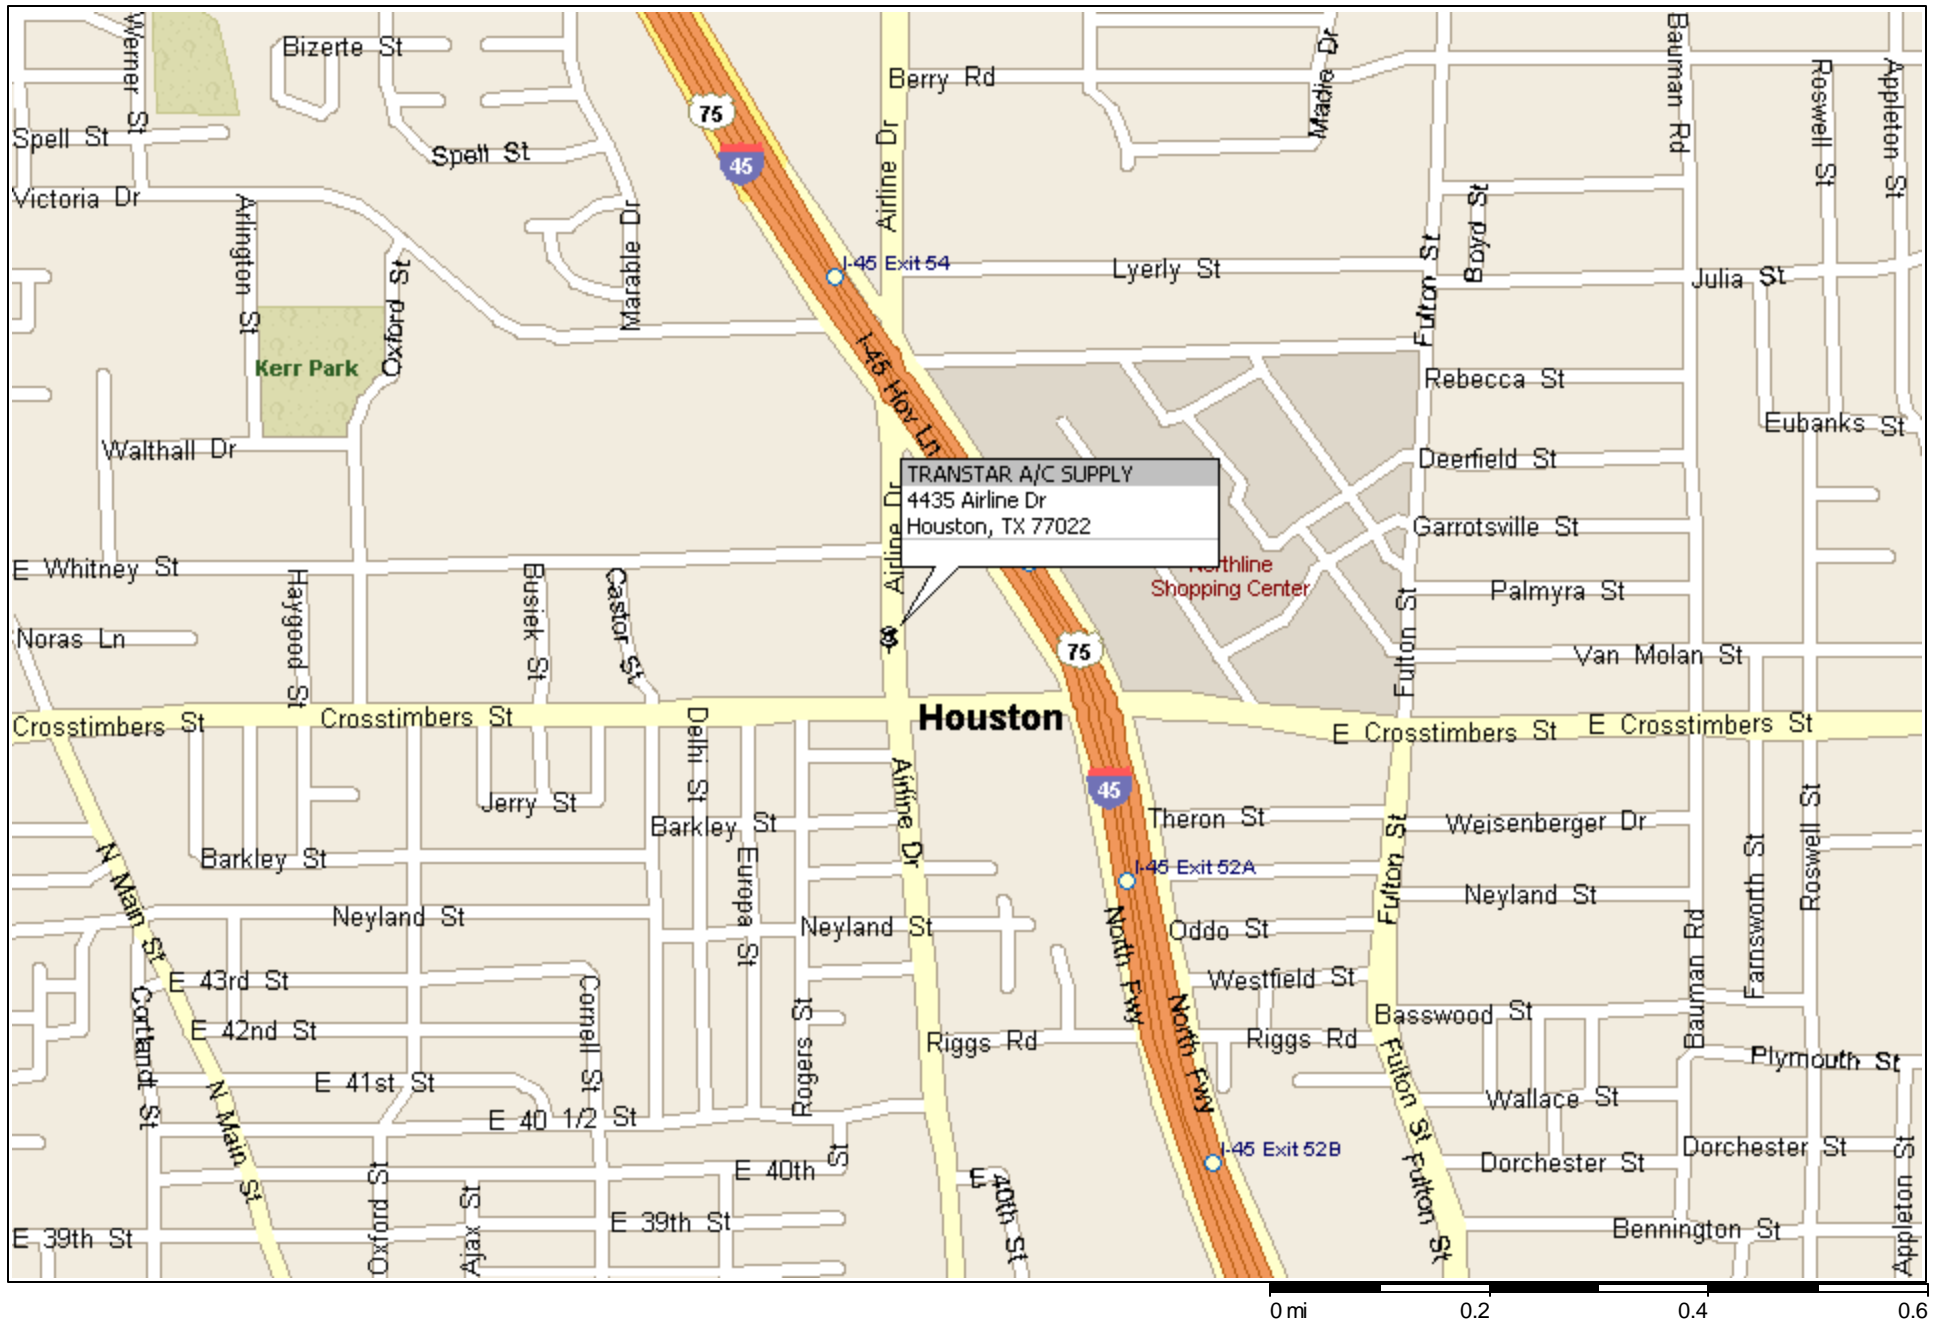 Werner St
Bizerte St
Berry Rd
Madie Dr
Bauman Rd
Roswell St
Appleton St
75
45
Spell St
Spell St
Airline Dr
Victoria Dr
Arlington St
Marable Dr
Oxford St
Boyd St
Fulton St
I-45 Exit 54
Lyerly St
Julia St
I-45 Hov Ln
Kerr Park
Rebecca St
Eubanks St
Walthall Dr
Deerfield St
TRANSTAR A/C SUPPLY
4435 Airline Dr
Houston, TX 77022
Airline Dr
Airline Dr
Garrotsville St
E Whitney St
Haygood St
Busiek St
Castor St
Shopping Center
Palmyra St
Fulton St
Noras Ln
75
Van Molan St
Crosstimbers St
Crosstimbers St
Delhi St
Houston
E Crosstimbers St
E Crosstimbers St
45
Jerry St
Airline Dr
Theron St
Weisenberger Dr
Roswell St
Barkley St
Barkley St
Fulton St
Farnsworth St
N Main St
Europa St
I-45 Exit 52A
Neyland St
Neyland St
Neyland St
North Fwy
Oddo St
Bauman Rd
E 43rd St
Cornell St
Westfield St
Cortlandt St
E 42nd St
Rogers St
North Fwy
Basswood St
Riggs Rd
Riggs Rd
Fulton St
Plymouth St
E 41st St
N Main St
E 40 1/2 St
Wallace St
St
I-45 Exit 52B
Dorchester St
Dorchester St
Appleton St
E 40th
E 40th St
Oxford St
Ajax St
Fulton St
E 39th St
E 39th St
Bennington St
0 mi 0.2 0.4 0.6